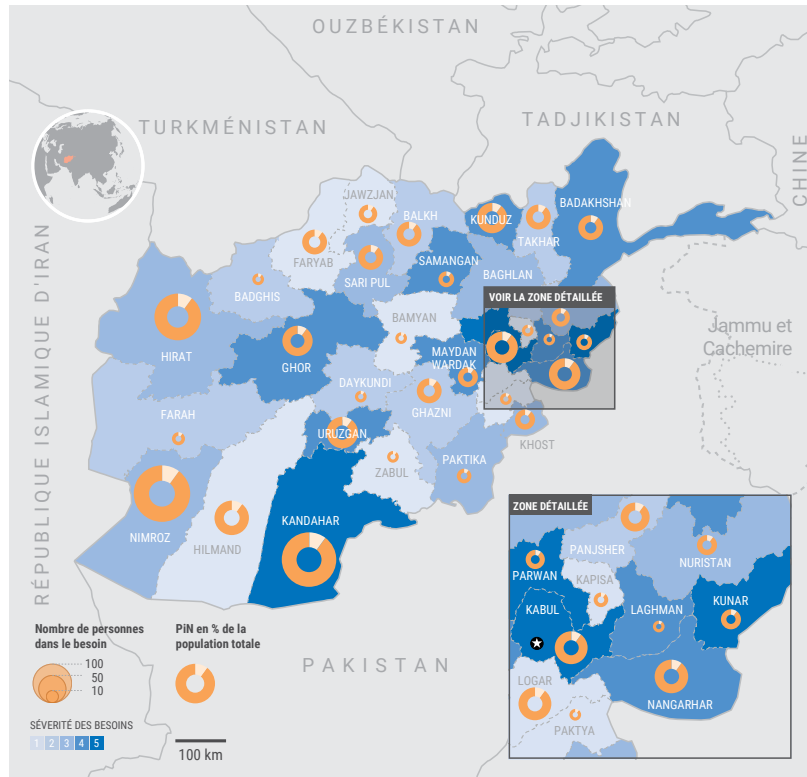 OUZBÉKISTAN
TADJIKISTAN
TURKMÉNISTAN
CHINE
RÉPUBLIQUE ISLAMIQUE D'IRAN
JAWZJAN
BALKH
KUNDUZ
BADAKHSHAN
TAKHAR
FARYAB
SARI PUL
SAMANGAN
BAGHLAN
BADGHIS
VOIR LA ZONE DÉTAILLÉE
BAMYAN
HIRAT
GHOR
MAYDAN
WARDAK
Jammu et
Cachemire
DAYKUNDI
GHAZNI
FARAH
URUZGAN
KHOST
ZABUL
PAKTIKA
KANDAHAR
NIMROZ
HILMAND
PAKISTAN
ZONE DÉTAILLÉE
PANJSHER
NURISTAN
PARWAN
KAPISA
KABUL
LAGHMAN
KUNAR
LOGAR
NANGARHAR
PAKTYA
Nombre de personnes
dans le besoin
100
50
10
PiN en % de la
population totale
SÉVERITÉ DES BESOINS
1 2 3 4 5
100 km